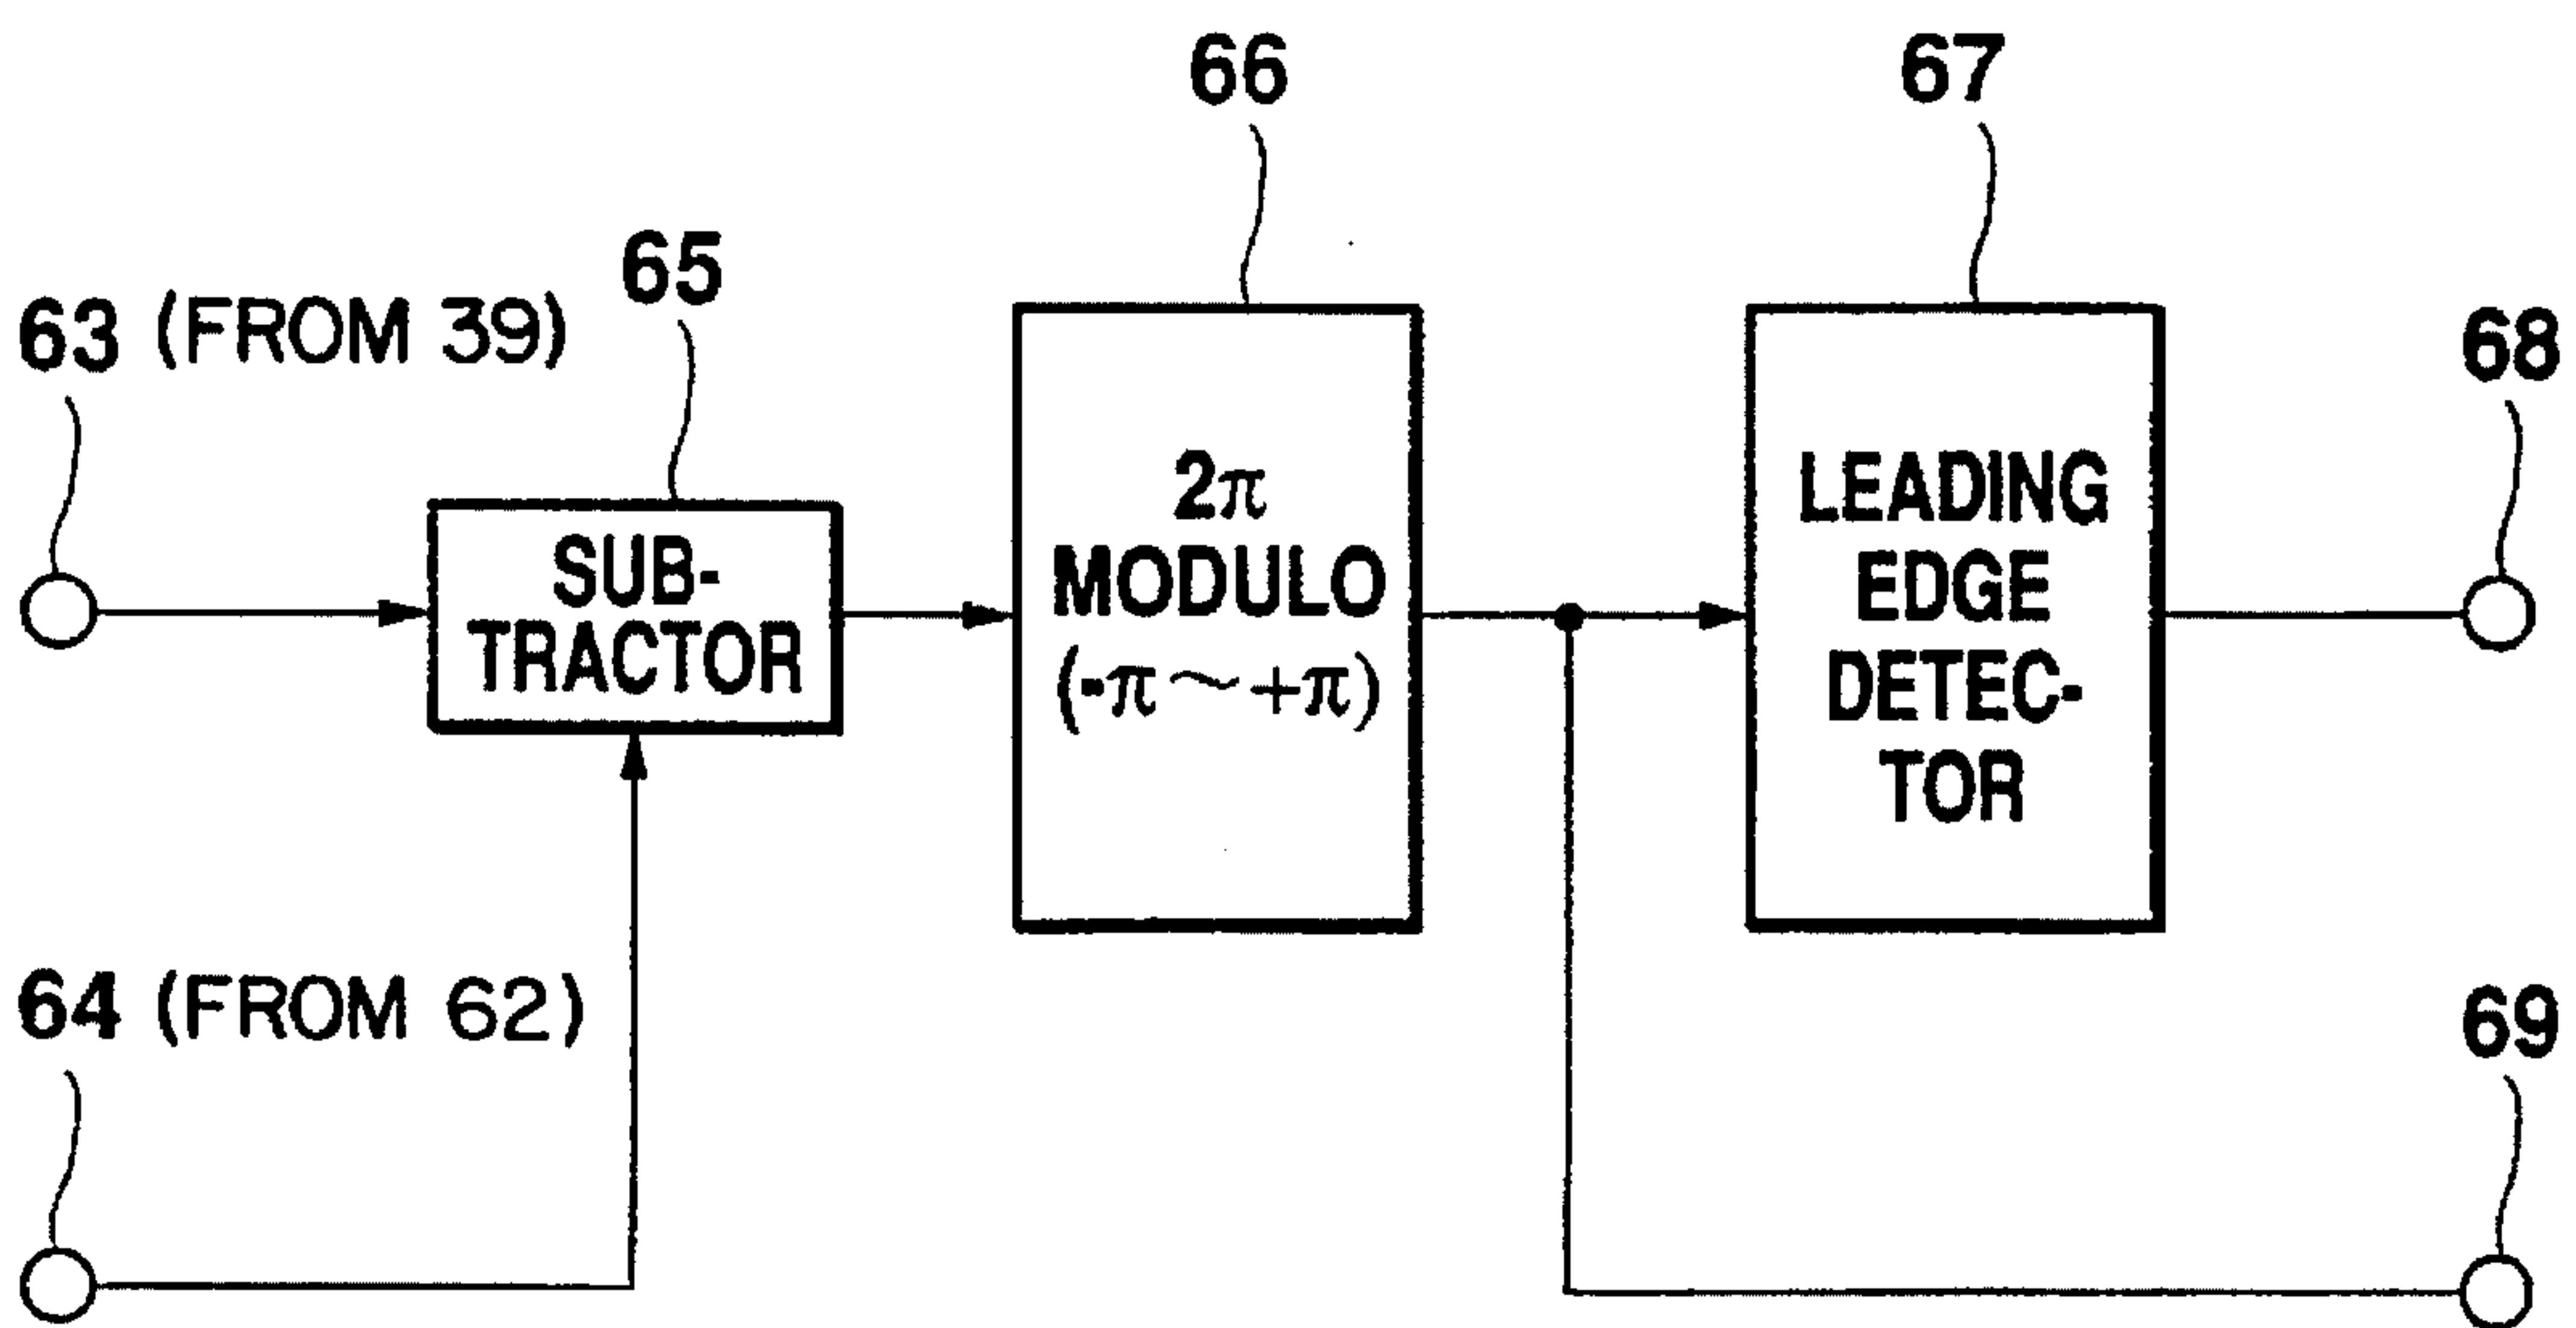 66
67
65
63 (FROM 39)
68
2π
MODULO
(-π~+π)
LEADING
EDGE
DETEC-
TOR
SUB-
TRACTOR
64 (FROM 62)
69